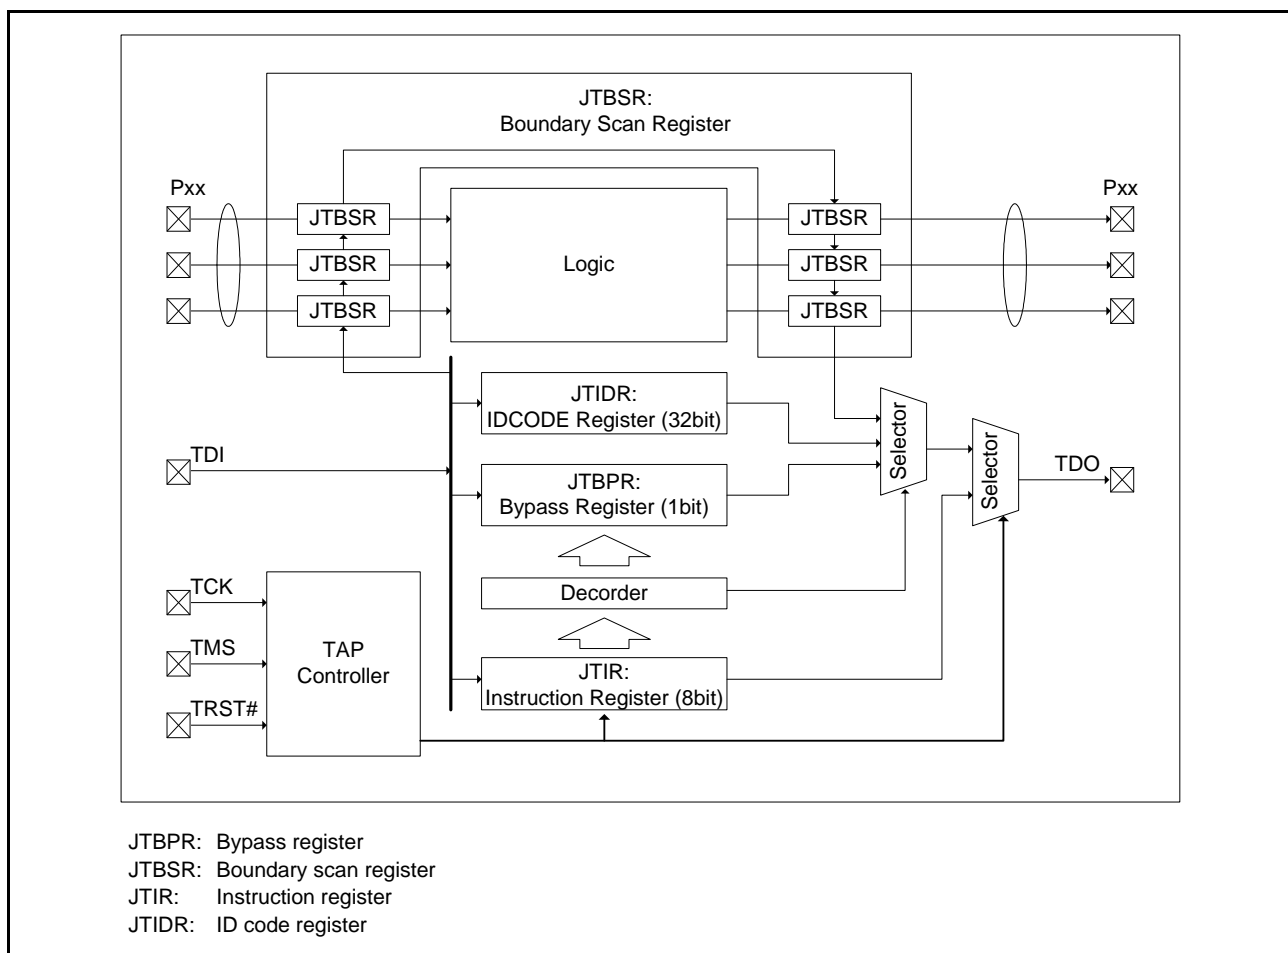 JTBSR:
Boundary Scan Register
Pxx
Pxx
JTBSR
JTBSR
JTBSR
JTBSR
Logic
JTBSR
JTBSR
JTIDR:
IDCODE Register (32bit)
Selector
Selector
TDI
TDO
JTBPR:
Bypass Register (1bit)
TCK
Decorder
TMS
TAP
Controller
JTIR:
Instruction Register (8bit)
TRST#
JTBPR: Bypass register
JTBSR: Boundary scan register
JTIR: Instruction register
JTIDR: ID code register